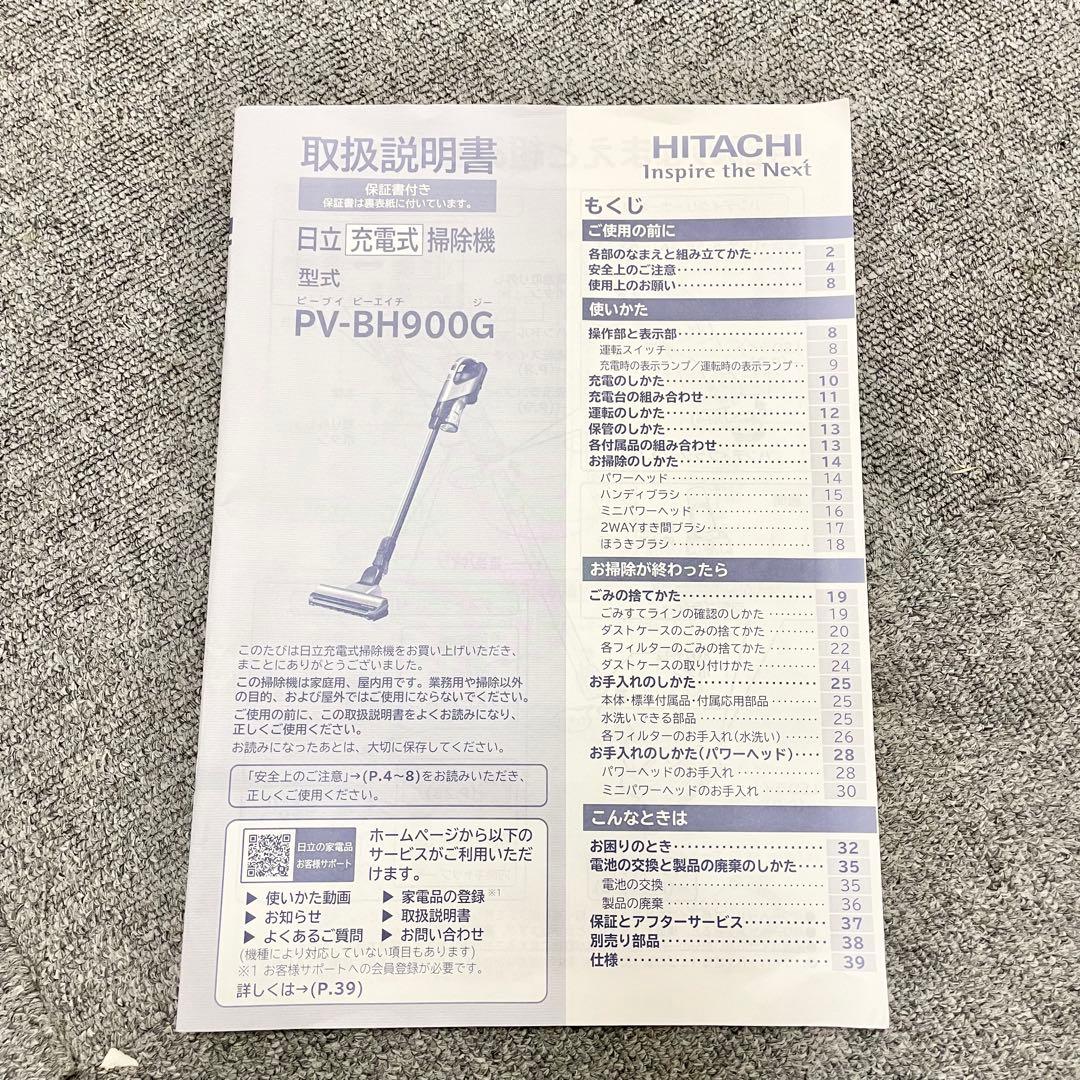 取扱説明書
保証書付き
保証書は裏表紙に付いています。
日立 充電式 掃除機
型式
ピーブイ ビーエイチ ジー
PV-BH900G
このたびは日立充電式掃除機をお買い上げいただき、
まことにありがとうございました。
この掃除機は家庭用、屋内用です。業務用や掃除以外
の目的、および屋外ではご使用にならないでください。
ご使用の前に、この取扱説明書をよくお読みになり、
正しくご使用ください。
お読みになったあとは、大切に保存してください。
「安全上のご注意」→(P.4~8)をお読みいただき、
正しくご使用ください。
日立の家電品
お客様サポート
ホームページから以下の
サービスがご利用いただ
けます。
▶ 使いかた動画 ▶ 家電品の登録※1
▶ お知らせ ▶ 取扱説明書
▶ よくあるご質問 ▶ お問い合わせ
(機種により対応していない項目もあります)
※1 お客様サポートへの会員登録が必要です。
詳しくは→(P.39)
HITACHI
Inspire the Next
もくじ
ご使用の前に
各部のなまえと組み立てかた········ 2
安全上のご注意················ 4
使用上のお願い················ 8
使いかた
操作部と表示部················ 8
運転スイッチ ················ 8
充電時の表示ランプ/運転時の表示ランプ·· 9
充電のしかた················ 10
充電台の組み合わせ············ 11
運転のしかた················ 12
保管のしかた················ 13
各付属品の組み合わせ·········· 13
お掃除のしかた··············· 14
パワーヘッド················ 14
ハンディブラシ··············· 15
ミニパワーヘッド·············· 16
2WAYすき間ブラシ············· 17
ほうきブラシ················ 18
お掃除が終わったら
ごみの捨てかた··············· 19
ごみすてラインの確認のしかた ····· 19
ダストケースのごみの捨てかた ····· 20
各フィルターのごみの捨てかた ····· 22
ダストケースの取り付けかた ······ 24
お手入れのしかた·············· 25
本体・標準付属品・付属応用部品 ····· 25
水洗いできる部品 ············· 25
各フィルターのお手入れ(水洗い) ···· 26
お手入れのしかた(パワーヘッド)···· 28
パワーヘッドのお手入れ ········· 28
ミニパワーヘッドのお手入れ ······· 30
こんなときは
お困りのとき················ 32
電池の交換と製品の廃棄のしかた···· 35
電池の交換 ················ 35
製品の廃棄 ················ 36
保証とアフターサービス········· 37
別売り部品················· 38
仕様···················· 39